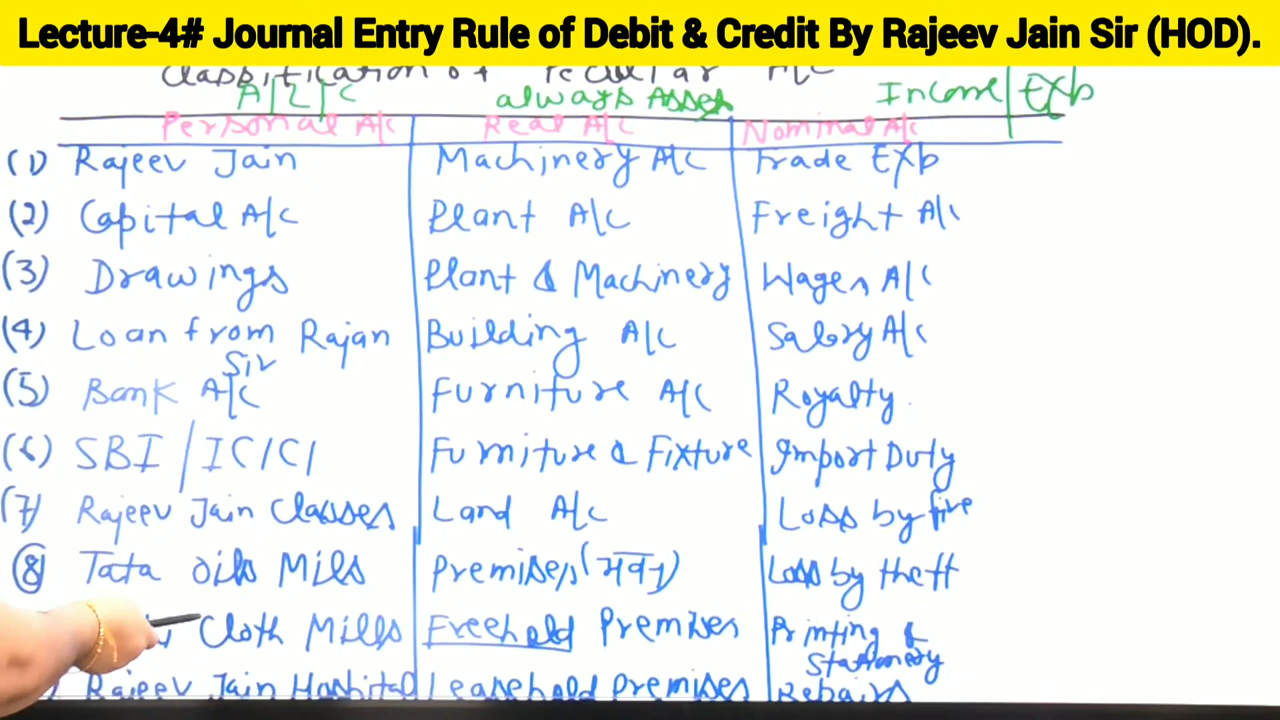 Lecture-4# Journal Entry Rule of Debit & Credit By Rajeev Jain Sir (HOD).
Classification of Peculiar A/c
A/L/C always Asset Income/Exp
Personal A/c Real A/c Nominal A/c
(1) Rajeev Jain Machinery A/c Trade Exp
(2) Capital A/c Plant A/c Freight A/c
(3) Drawings Plant & Machinery Wages A/c
(4) Loan from Rajan Building A/c Salary A/c
Sir
(5) Bank A/c Furniture A/c Royalty
(6) SBI/ICICI Furniture & Fixture Import Duty
(7) Rajeev Jain Classes Land A/c Loss by fire
(8) Tata Oils Mills Premises (भवन) Loss by theft
Cloth Mills Freehold Premises Printing &
Stationery
Rajeev Jain Hospital Leasehold Premises Repairs